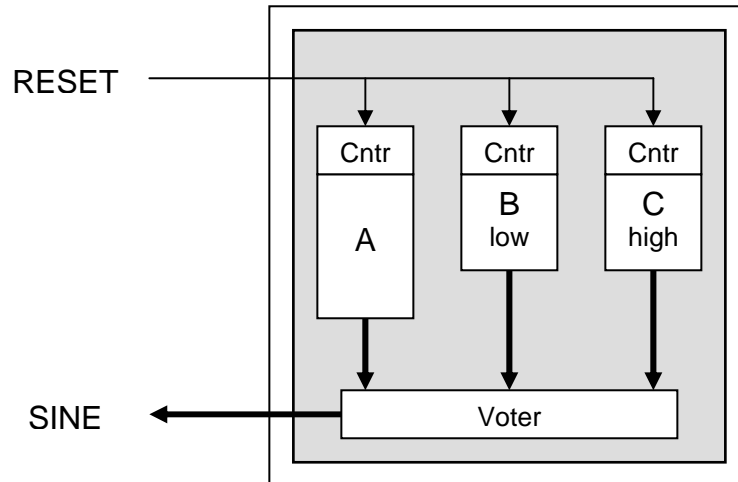 RESET
Cntr
Cntr
Cntr
A
B
low
C
high
SINE
Voter